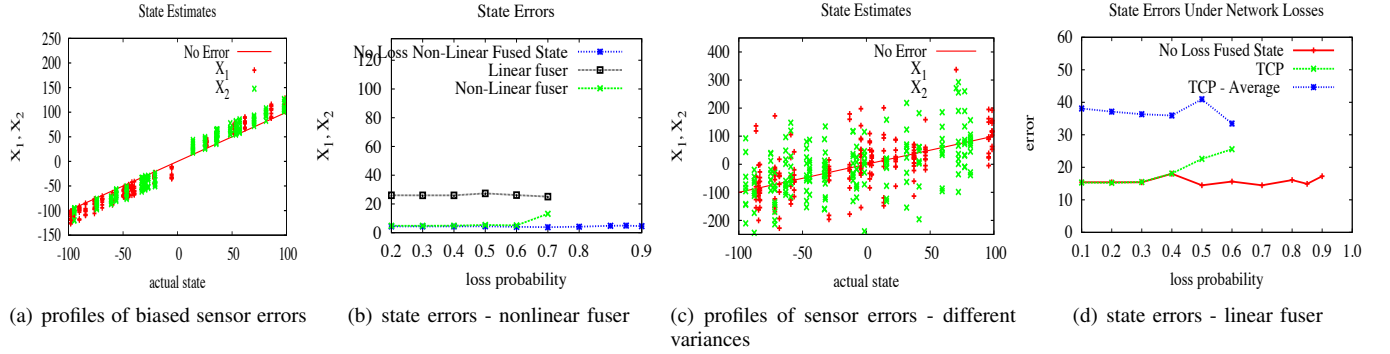 State Estimates
250
200
150
100
50
0
-50
-100
-150
X1, X2
No Error
X1
X2
-100
-50
0
50
100
actual state
(a) profiles of biased sensor errors
State Errors
120
100
80
60
40
20
0
X1, X2
No Loss Non-Linear Fused State
Linear fuser
Non-Linear fuser
0.2
0.3
0.4
0.5
0.6
0.7
0.8
0.9
loss probability
(b) state errors - nonlinear fuser
State Estimates
400
300
200
100
0
-100
-200
X1, X2
No Error
X1
X2
-100
-50
0
50
100
actual state
(c) profiles of sensor errors - different
variances
State Errors Under Network Losses
60
50
40
30
20
10
0
error
No Loss Fused State
TCP
TCP - Average
0.1
0.2
0.3
0.4
0.5
0.6
0.7
0.8
0.9
1.0
loss probability
(d) state errors - linear fuser